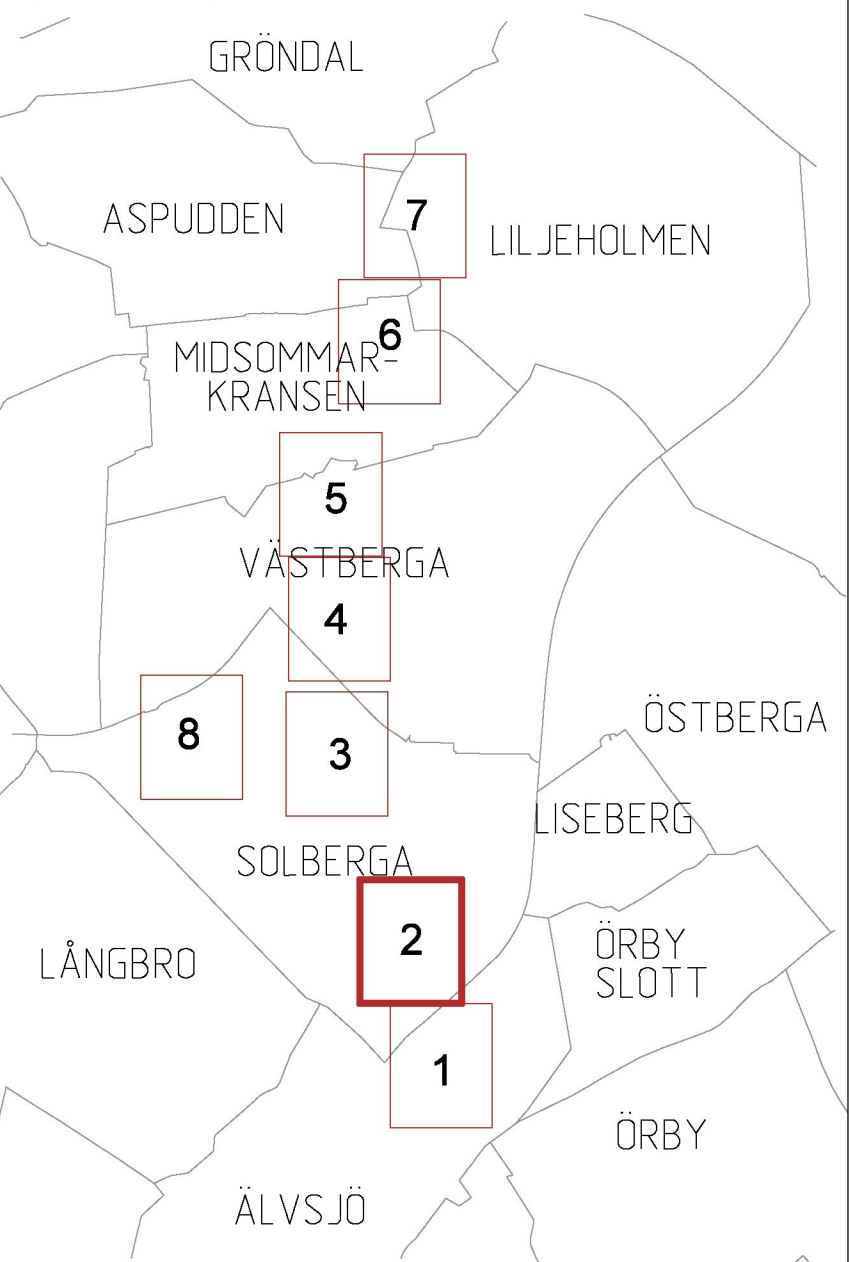 GRÖNDAL
ASPUDDEN
7
LILJEHOLMEN
6
MIDSOMMAR-
KRANSEN
5
VÄSTBERGA
4
8
3
ÖSTBERGA
LISEBERG
SOLBERGA
2
LÅNGBRO
ÖRBY
SLOTT
1
ÖRBY
ÄLVSJÖ